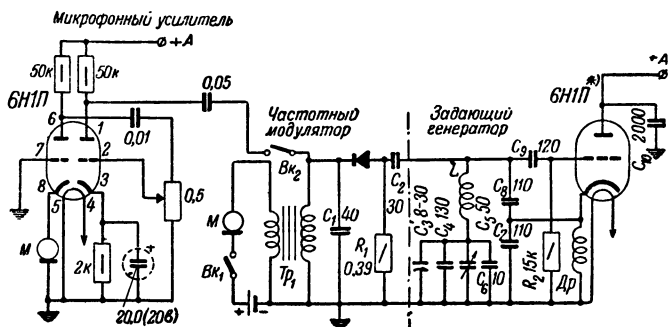 Микрофонный усилитель
+А
50к
50к
6Н1П
6
1
7
2
8
3
5
4
0,01
0,05
0,5
М
2к
20,0(20в)
Частотный модулятор
Вк2
М
Вк1
Тр1
С1 40
R1 0,39
С2 30
Задающий генератор
L
С3 8-30
С4 130
С5 50
С6 10
С8 110
С7 110
С9 120
R2 15к
Др
6Н1П
*)
+А
2000
С10